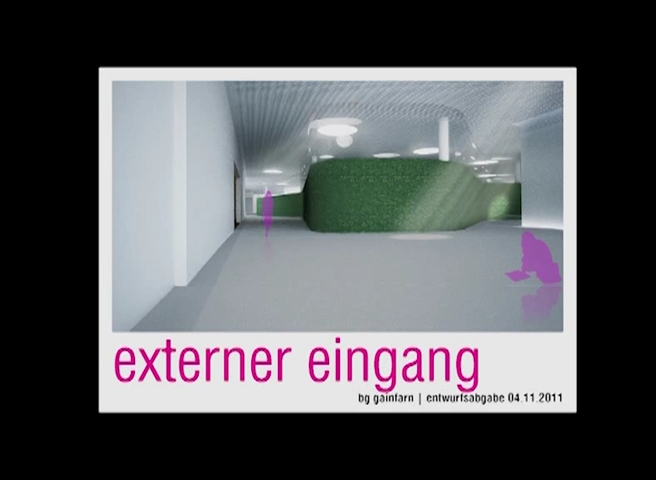 externer eingang
bg gainfarn | entwurfsabgabe 04.11.2011